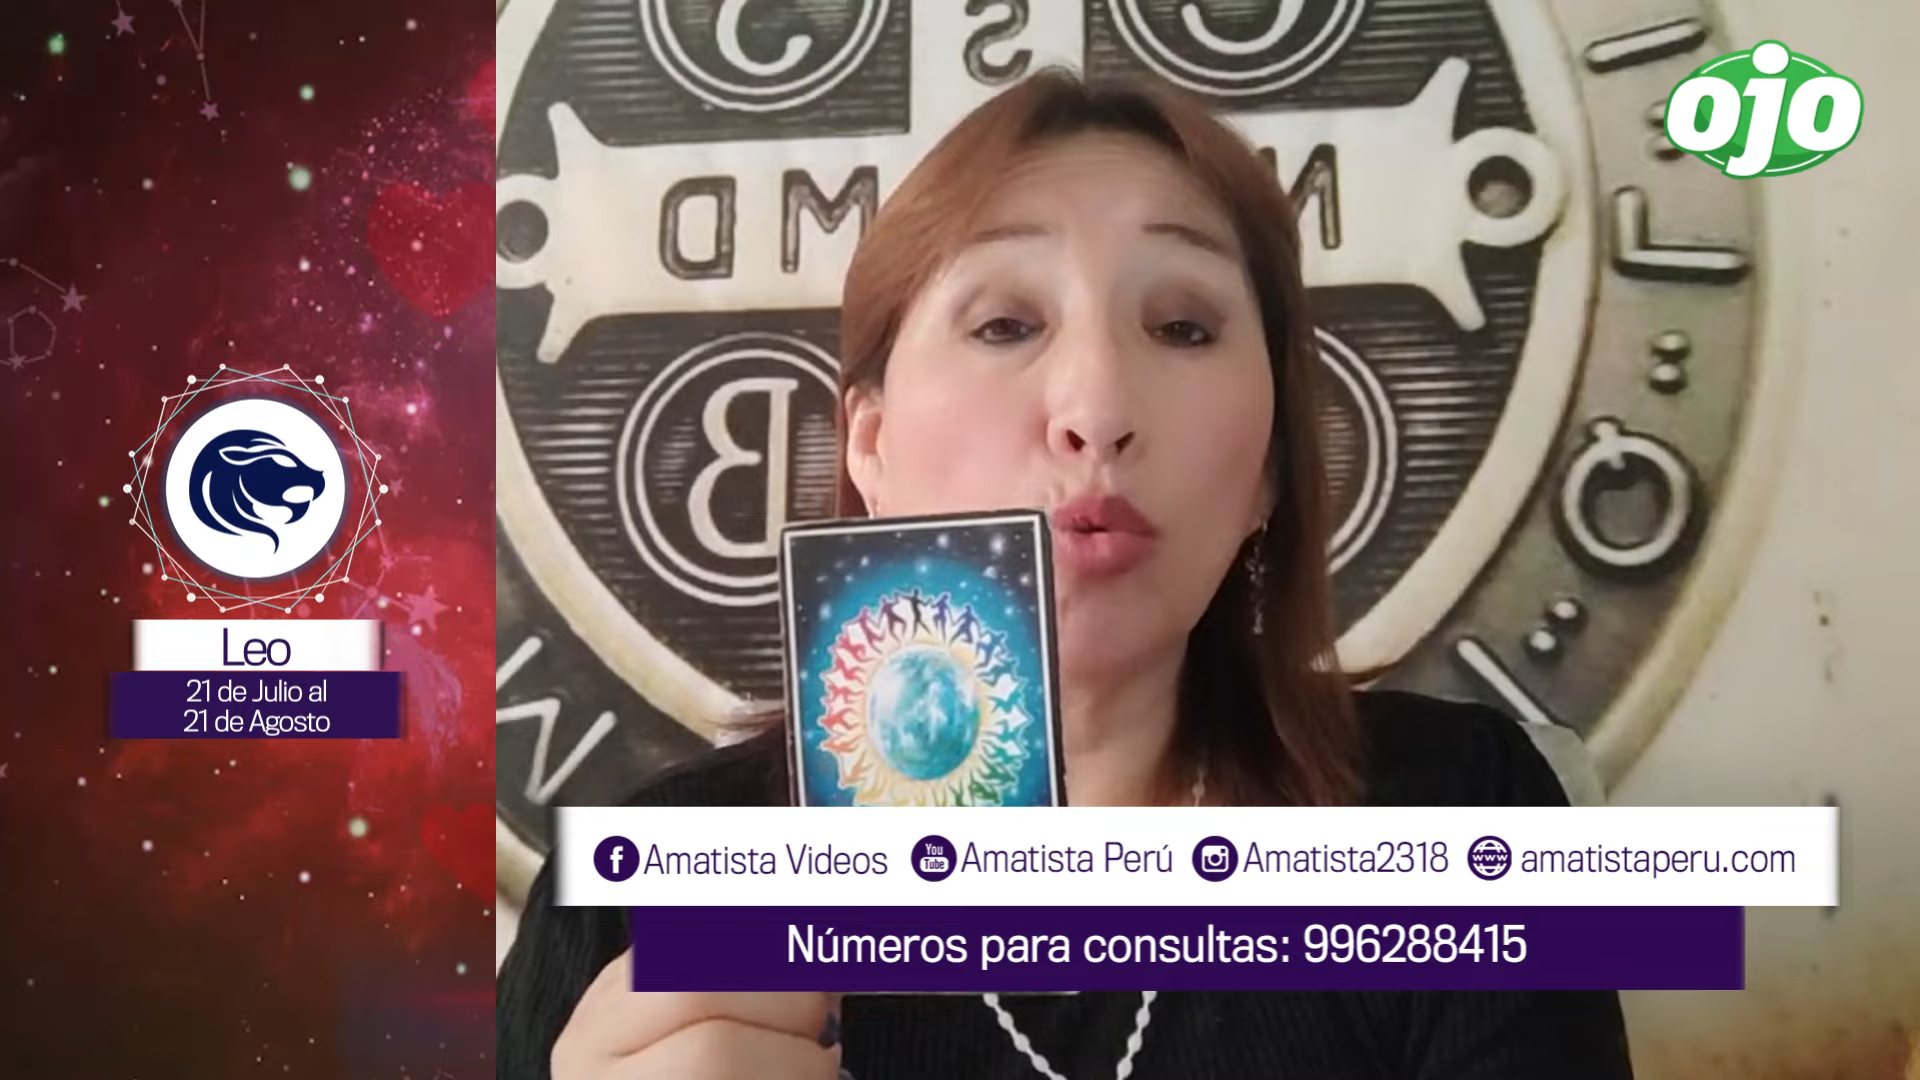 ojo
Leo
21 de Julio al
21 de Agosto
Amatista Videos
You
Tube
Amatista Perú
Amatista2318
www
amatistaperu.com
Números para consultas: 996288415